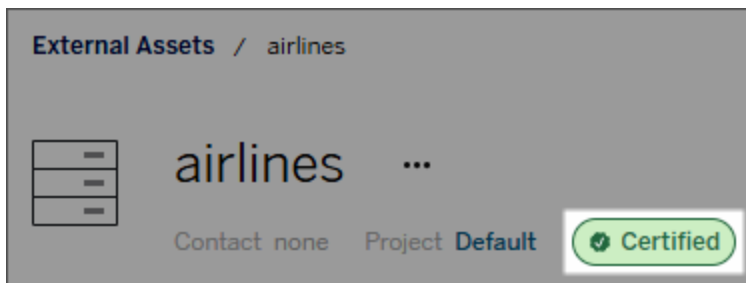 External Assets / airlines
airlines ...
Contact none Project Default Certified